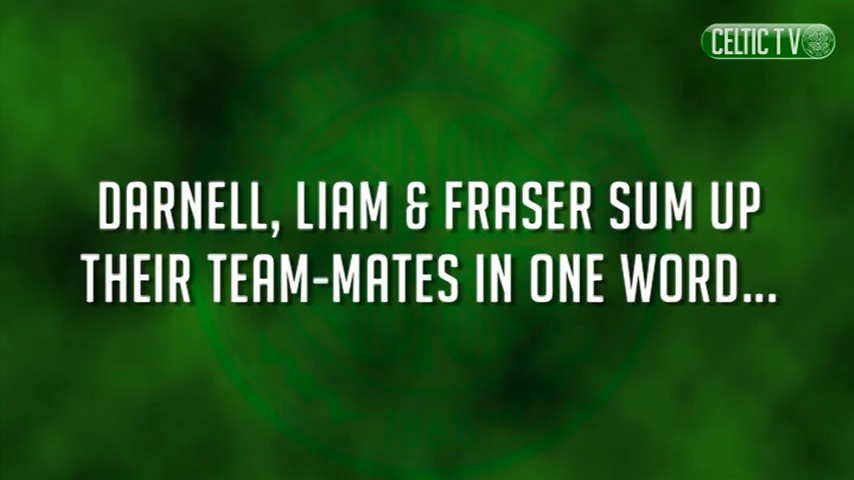 CELTIC TV
DARNELL, LIAM & FRASER SUM UP
THEIR TEAM-MATES IN ONE WORD...